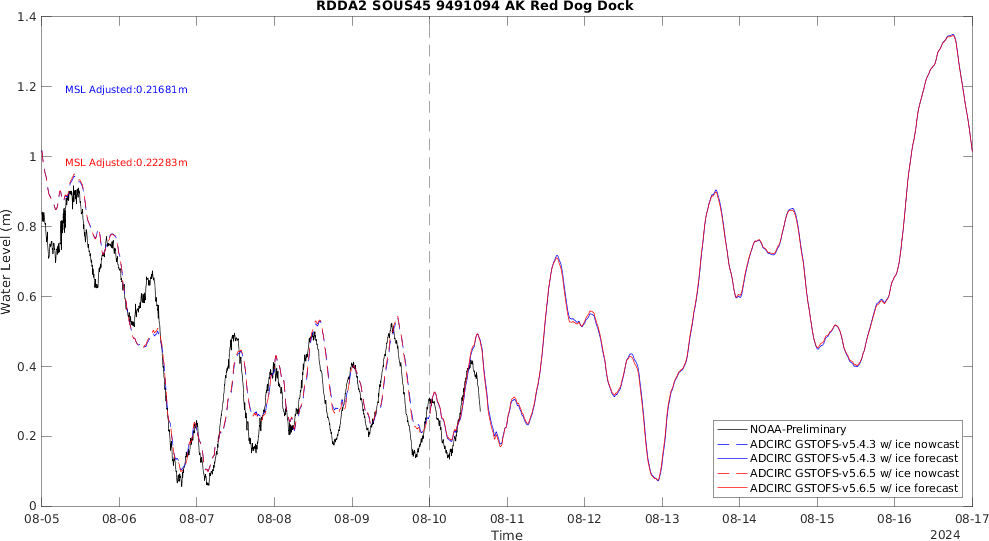 RDDA2 SOUS45 9491094 AK Red Dog Dock
MSL Adjusted:0.21681m
MSL Adjusted:0.22283m
Water Level (m)
1.4
1.2
1
0.8
0.6
0.4
0.2
0
NOAA-Preliminary
ADCIRC GSTOFS-v5.4.3 w/ ice nowcast
ADCIRC GSTOFS-v5.4.3 w/ ice forecast
ADCIRC GSTOFS-v5.6.5 w/ ice nowcast
ADCIRC GSTOFS-v5.6.5 w/ ice forecast
08-05 08-06 08-07 08-08 08-09 08-10 08-11 08-12 08-13 08-14 08-15 08-16 08-17
Time
2024